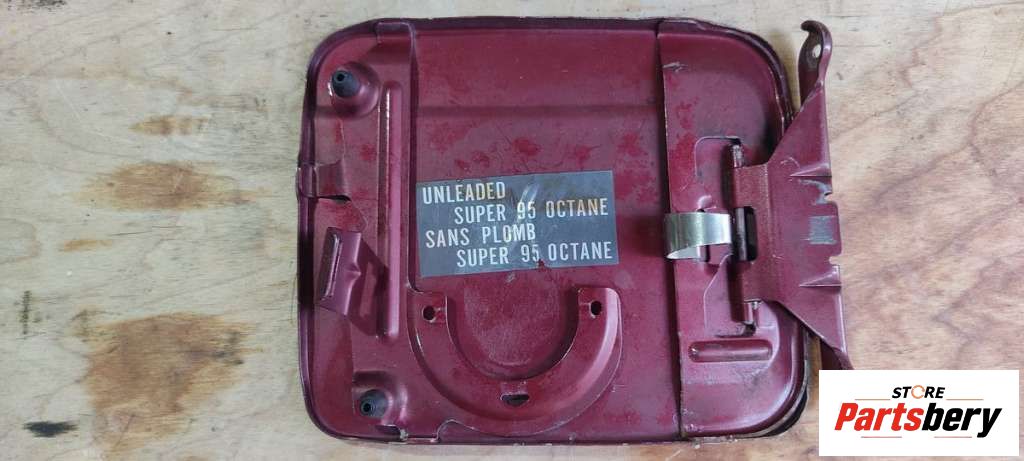 UNLEADED
SUPER 95 OCTANE
SANS PLOMB
SUPER 95 OCTANE
STORE
Partsbery